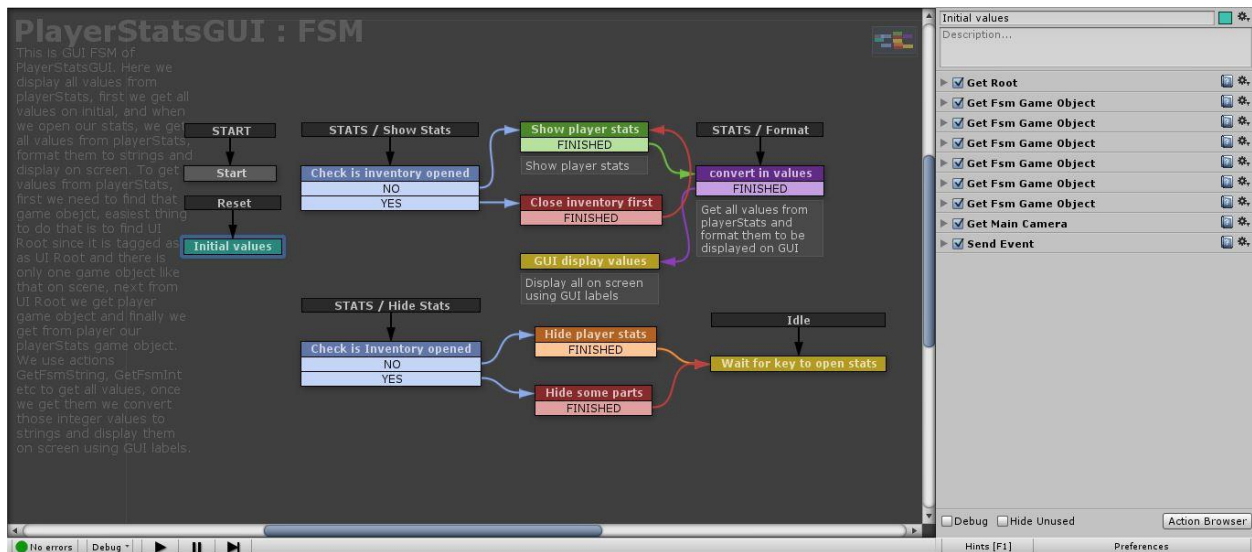 PlayerStatsGUI : FSM
This is GUI FSM of
PlayerStatsGUI. Here we
display all values from
playerStats, first we get all
values on initial, and when
we open our stats, we get
all values from playerStats,
format them to strings and
display on screen. To get
values from playerStats,
first we need to find that
game obejct, easiest thing
to do that is to find UI
Root since it is tagged as
as UI Root and there is
only one game object like
that on scene, next from
UI Root we get player
game object and finally we
get from player our
playerStats game object.
We use actions
GetFsmString, GetFsmInt
etc to get all values, once
we get them we convert
those integer values to
strings and display them
on screen using GUI labels.
START
Start
Reset
Initial values
STATS / Show Stats
Check is inventory opened
NO
YES
Show player stats
FINISHED
Show player stats
Close inventory first
FINISHED
STATS / Format
convert in values
FINISHED
Get all values from
playerStats and
format them to be
displayed on GUI
GUI display values
Display all on screen
using GUI labels
STATS / Hide Stats
Check is Inventory opened
NO
YES
Hide player stats
FINISHED
Hide some parts
FINISHED
Idle
Wait for key to open stats
Initial values
Description...
Get Root
Get Fsm Game Object
Get Fsm Game Object
Get Fsm Game Object
Get Fsm Game Object
Get Fsm Game Object
Get Fsm Game Object
Get Main Camera
Send Event
Debug
Hide Unused
Action Browser
No errors
Debug
Hints [F1]
Preferences